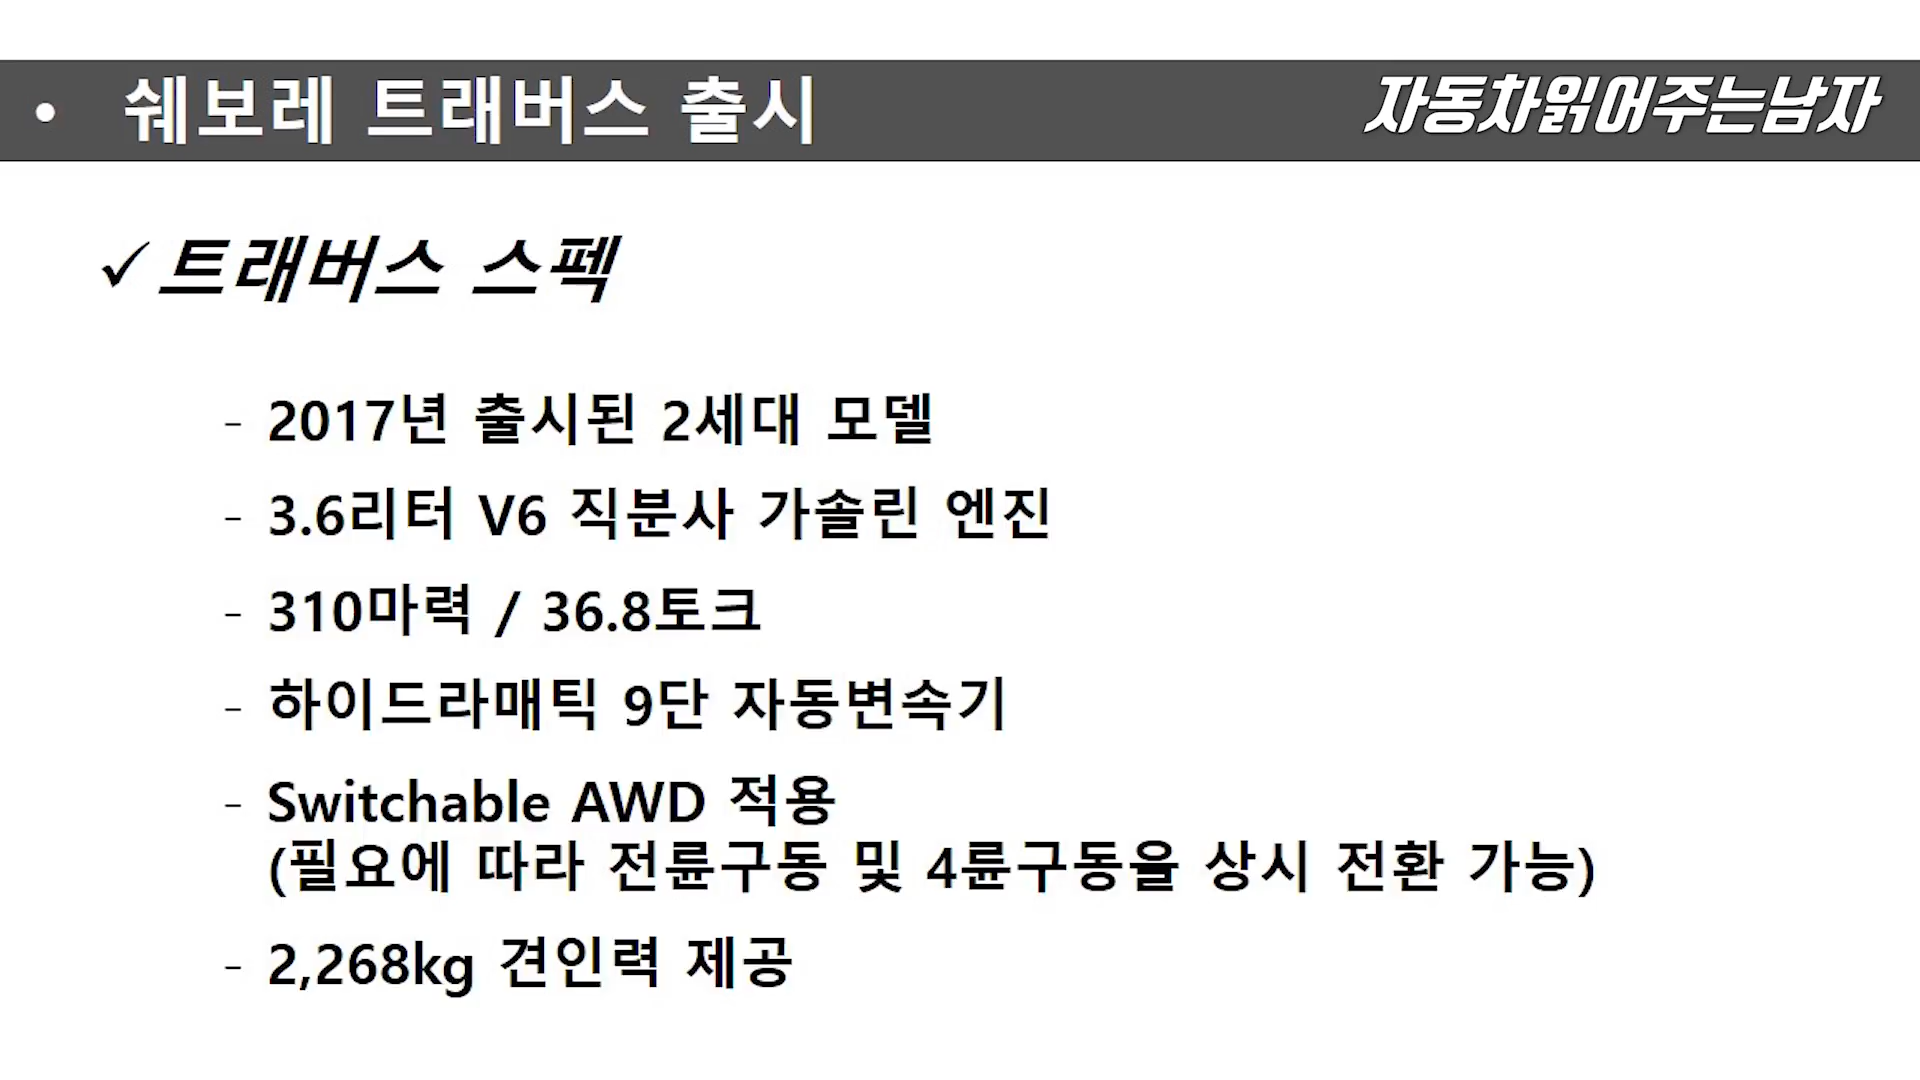 • 쉐보레 트래버스 출시
자동차읽어주는남자
✓ 트래버스 스펙
- 2017년 출시된 2세대 모델
- 3.6리터 V6 직분사 가솔린 엔진
- 310마력 / 36.8토크
- 하이드라매틱 9단 자동변속기
- Switchable AWD 적용
(필요에 따라 전륜구동 및 4륜구동을 상시 전환 가능)
- 2,268kg 견인력 제공